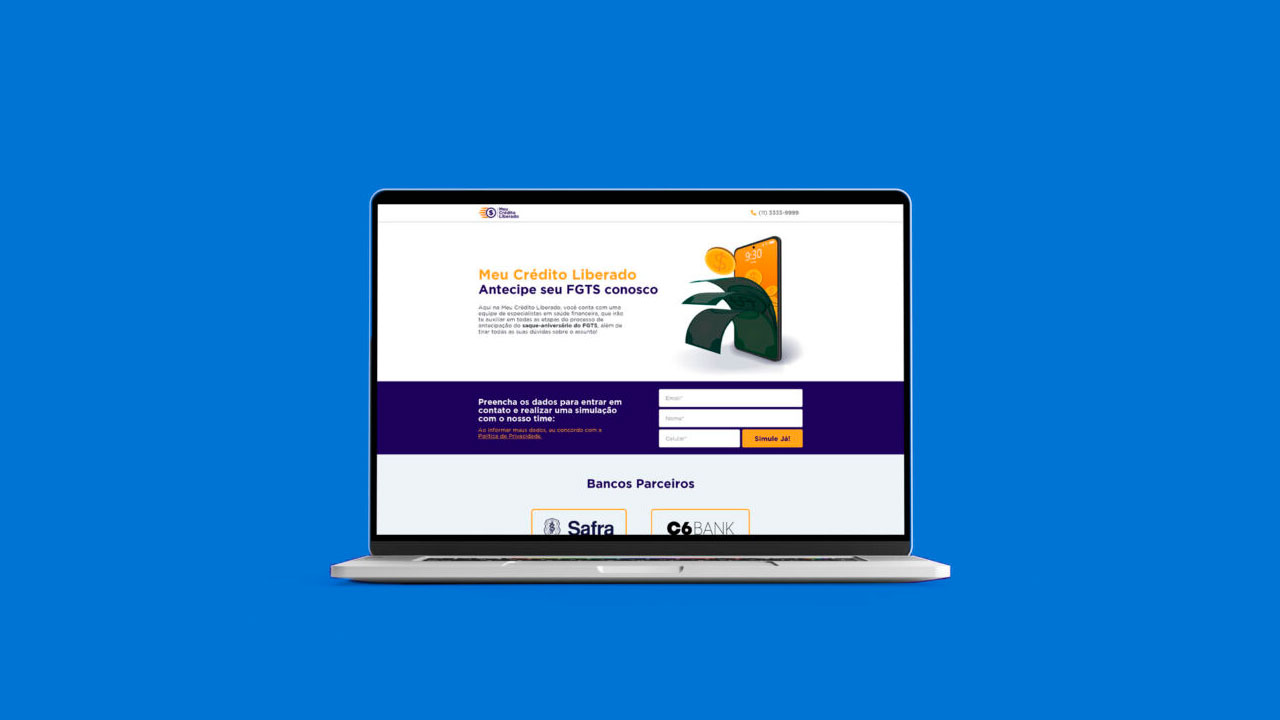 Meu
Crédito
Liberado
(11) 3333-9999
Meu Crédito Liberado
Antecipe seu FGTS conosco
Aqui na Meu Crédito Liberado, você conta com uma
equipe de especialistas em saúde financeira, que vão
te auxiliar em todas as etapas do processo de
antecipação do saque-aniversário do FGTS, além de
tirar todas as suas dúvidas sobre o assunto!
9:30
Preencha os dados para entrar em
contato e realizar uma simulação
com o nosso time:
Ao informar meus dados, eu concordo com a
Política de Privacidade.
Email*
Nome*
Celular*
Simule Já!
Bancos Parceiros
Safra
C6 BANK